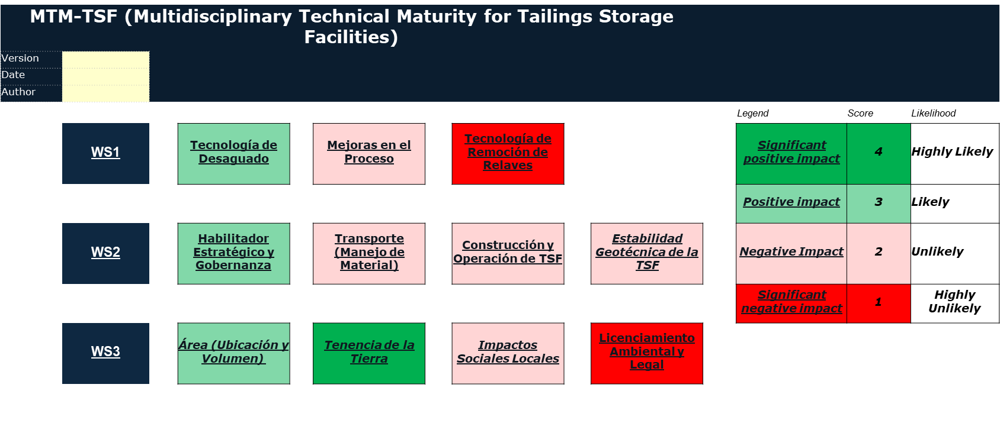 MTM-TSF (Multidisciplinary Technical Maturity for Tailings Storage
Facilities)
Version
Date
Author
Legend
Score
Likelihood
WS1
Tecnología de
Desaguado
Mejoras en el
Proceso
Tecnología de
Remoción de
Relaves
Significant
positive impact
4
Highly Likely
Positive impact
3
Likely
WS2
Habilitador
Estratégico y
Gobernanza
Transporte
(Manejo de
Material)
Construcción y
Operación de TSF
Estabilidad
Geotécnica de la
TSF
Negative Impact
2
Unlikely
Significant
negative impact
1
Highly
Unlikely
WS3
Área (Ubicación y
Volumen)
Tenencia de la
Tierra
Impactos
Sociales Locales
Licenciamiento
Ambiental y
Legal